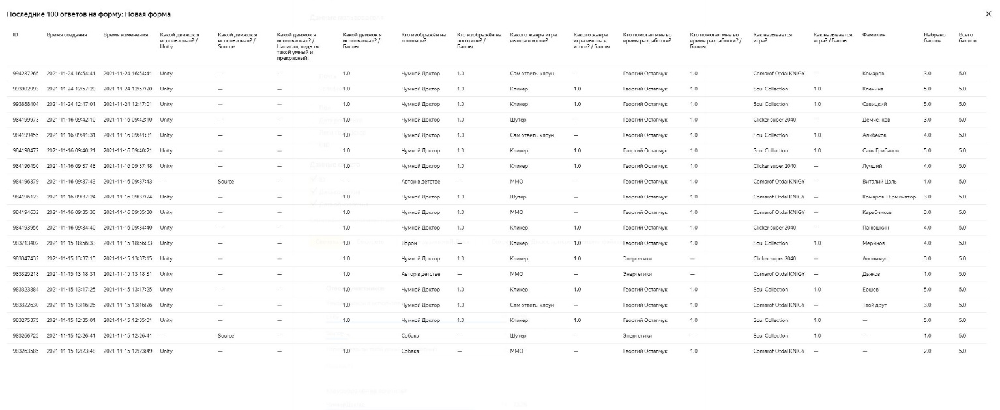 Последние 100 ответов на форму: Новая форма
ID Время создания Время изменения Какой движок я использовал? / Unity Какой движок я использовал? / Source Какой движок я использовал? / Написал, ведь ты такой умный и прекрасный! Какой движок я использовал? / Баллы Кто изображён на логотипе? Кто изображён на логотипе? / Баллы Какого жанра игра вышла в итоге? Какого жанра игра вышла в итоге? / Баллы Кто помогал мне во время разработки? Кто помогал мне во время разработки? / Баллы Как называется игра? Как называется игра? / Баллы Фамилия Набрано баллов Всего баллов
994237265 2021-11-24 16:54:41 2021-11-24 16:54:41 Unity — — 1.0 Чумной Доктор 1.0 Сам ответь, клоун — Георгий Остапчук 1.0 Comarof Otdai KNIGY — Комаров 3.0 5.0
993902993 2021-11-24 12:57:20 2021-11-24 12:57:20 Unity — — 1.0 Чумной Доктор 1.0 Кликер 1.0 Георгий Остапчук 1.0 Soul Collection 1.0 Кленина 5.0 5.0
993888404 2021-11-24 12:47:01 2021-11-24 12:47:01 Unity — — 1.0 Чумной Доктор 1.0 Кликер 1.0 Георгий Остапчук 1.0 Soul Collection 1.0 Савицкий 5.0 5.0
984199973 2021-11-16 09:42:10 2021-11-16 09:42:10 Unity — — 1.0 Чумной Доктор 1.0 Шутер — Георгий Остапчук 1.0 Clicker super 2040 — Демченков 3.0 5.0
984199455 2021-11-16 09:41:31 2021-11-16 09:41:31 Unity — — 1.0 Чумной Доктор 1.0 Сам ответь, клоун — Георгий Остапчук 1.0 Soul Collection 1.0 Алибеков 4.0 5.0
984198477 2021-11-16 09:40:21 2021-11-16 09:40:21 Unity — — 1.0 Чумной Доктор 1.0 Кликер 1.0 Георгий Остапчук 1.0 Soul Collection 1.0 Саня Грибанов 5.0 5.0
984196450 2021-11-16 09:37:48 2021-11-16 09:37:48 Unity — — 1.0 Чумной Доктор 1.0 Кликер 1.0 Георгий Остапчук 1.0 Clicker super 2040 — Лучший 4.0 5.0
984196379 2021-11-16 09:37:43 2021-11-16 09:37:43 — Source — — Автор в детстве — ММО — Георгий Остапчук 1.0 Comarof Otdai KNIGY — Виталий Цаль 1.0 5.0
984196123 2021-11-16 09:37:24 2021-11-16 09:37:24 Unity — — 1.0 Чумной Доктор 1.0 Шутер — Георгий Остапчук 1.0 Comarof Otdai KNIGY — Комаров ТЕрминатор 3.0 5.0
984194632 2021-11-16 09:35:30 2021-11-16 09:35:30 Unity — — 1.0 Чумной Доктор 1.0 ММО — Георгий Остапчук 1.0 Comarof Otdai KNIGY — Карабчиков 3.0 5.0
984193956 2021-11-16 09:34:40 2021-11-16 09:34:40 Unity — — 1.0 Чумной Доктор 1.0 Кликер 1.0 Георгий Остапчук 1.0 Clicker super 2040 — Панюшкин 4.0 5.0
983713402 2021-11-15 18:56:33 2021-11-15 18:56:33 Unity — — 1.0 Ворон — Кликер 1.0 Георгий Остапчук 1.0 Soul Collection 1.0 Меринов 4.0 5.0
983347432 2021-11-15 13:37:15 2021-11-15 13:37:15 Unity — — 1.0 Чумной Доктор 1.0 Кликер 1.0 Энергетики — Clicker super 2040 — Анонимус 3.0 5.0
983325218 2021-11-15 13:18:31 2021-11-15 13:18:31 Unity — — 1.0 Автор в детстве — ММО — Энергетики — Comarof Otdai KNIGY — Дьяков 1.0 5.0
983323884 2021-11-15 13:17:25 2021-11-15 13:17:25 Unity — — 1.0 Чумной Доктор 1.0 Кликер 1.0 Георгий Остапчук 1.0 Soul Collection 1.0 Ершов 5.0 5.0
983322630 2021-11-15 13:16:26 2021-11-15 13:16:26 Unity — — 1.0 Чумной Доктор 1.0 Сам ответь, клоун — Георгий Остапчук 1.0 Comarof Otdai KNIGY — Твой друг 3.0 5.0
983275375 2021-11-15 12:35:01 2021-11-15 12:35:01 Unity — — 1.0 Чумной Доктор 1.0 Кликер 1.0 Георгий Остапчук 1.0 Soul Collection 1.0 — 5.0 5.0
983266722 2021-11-15 12:26:41 2021-11-15 12:26:41 — Source — — Собака — Шутер — Энергетики — Soul Collection 1.0 — 1.0 5.0
983263585 2021-11-15 12:23:48 2021-11-15 12:23:49 Unity — — 1.0 Собака — ММО — Георгий Остапчук 1.0 Comarof Otdai KNIGY — — 2.0 5.0